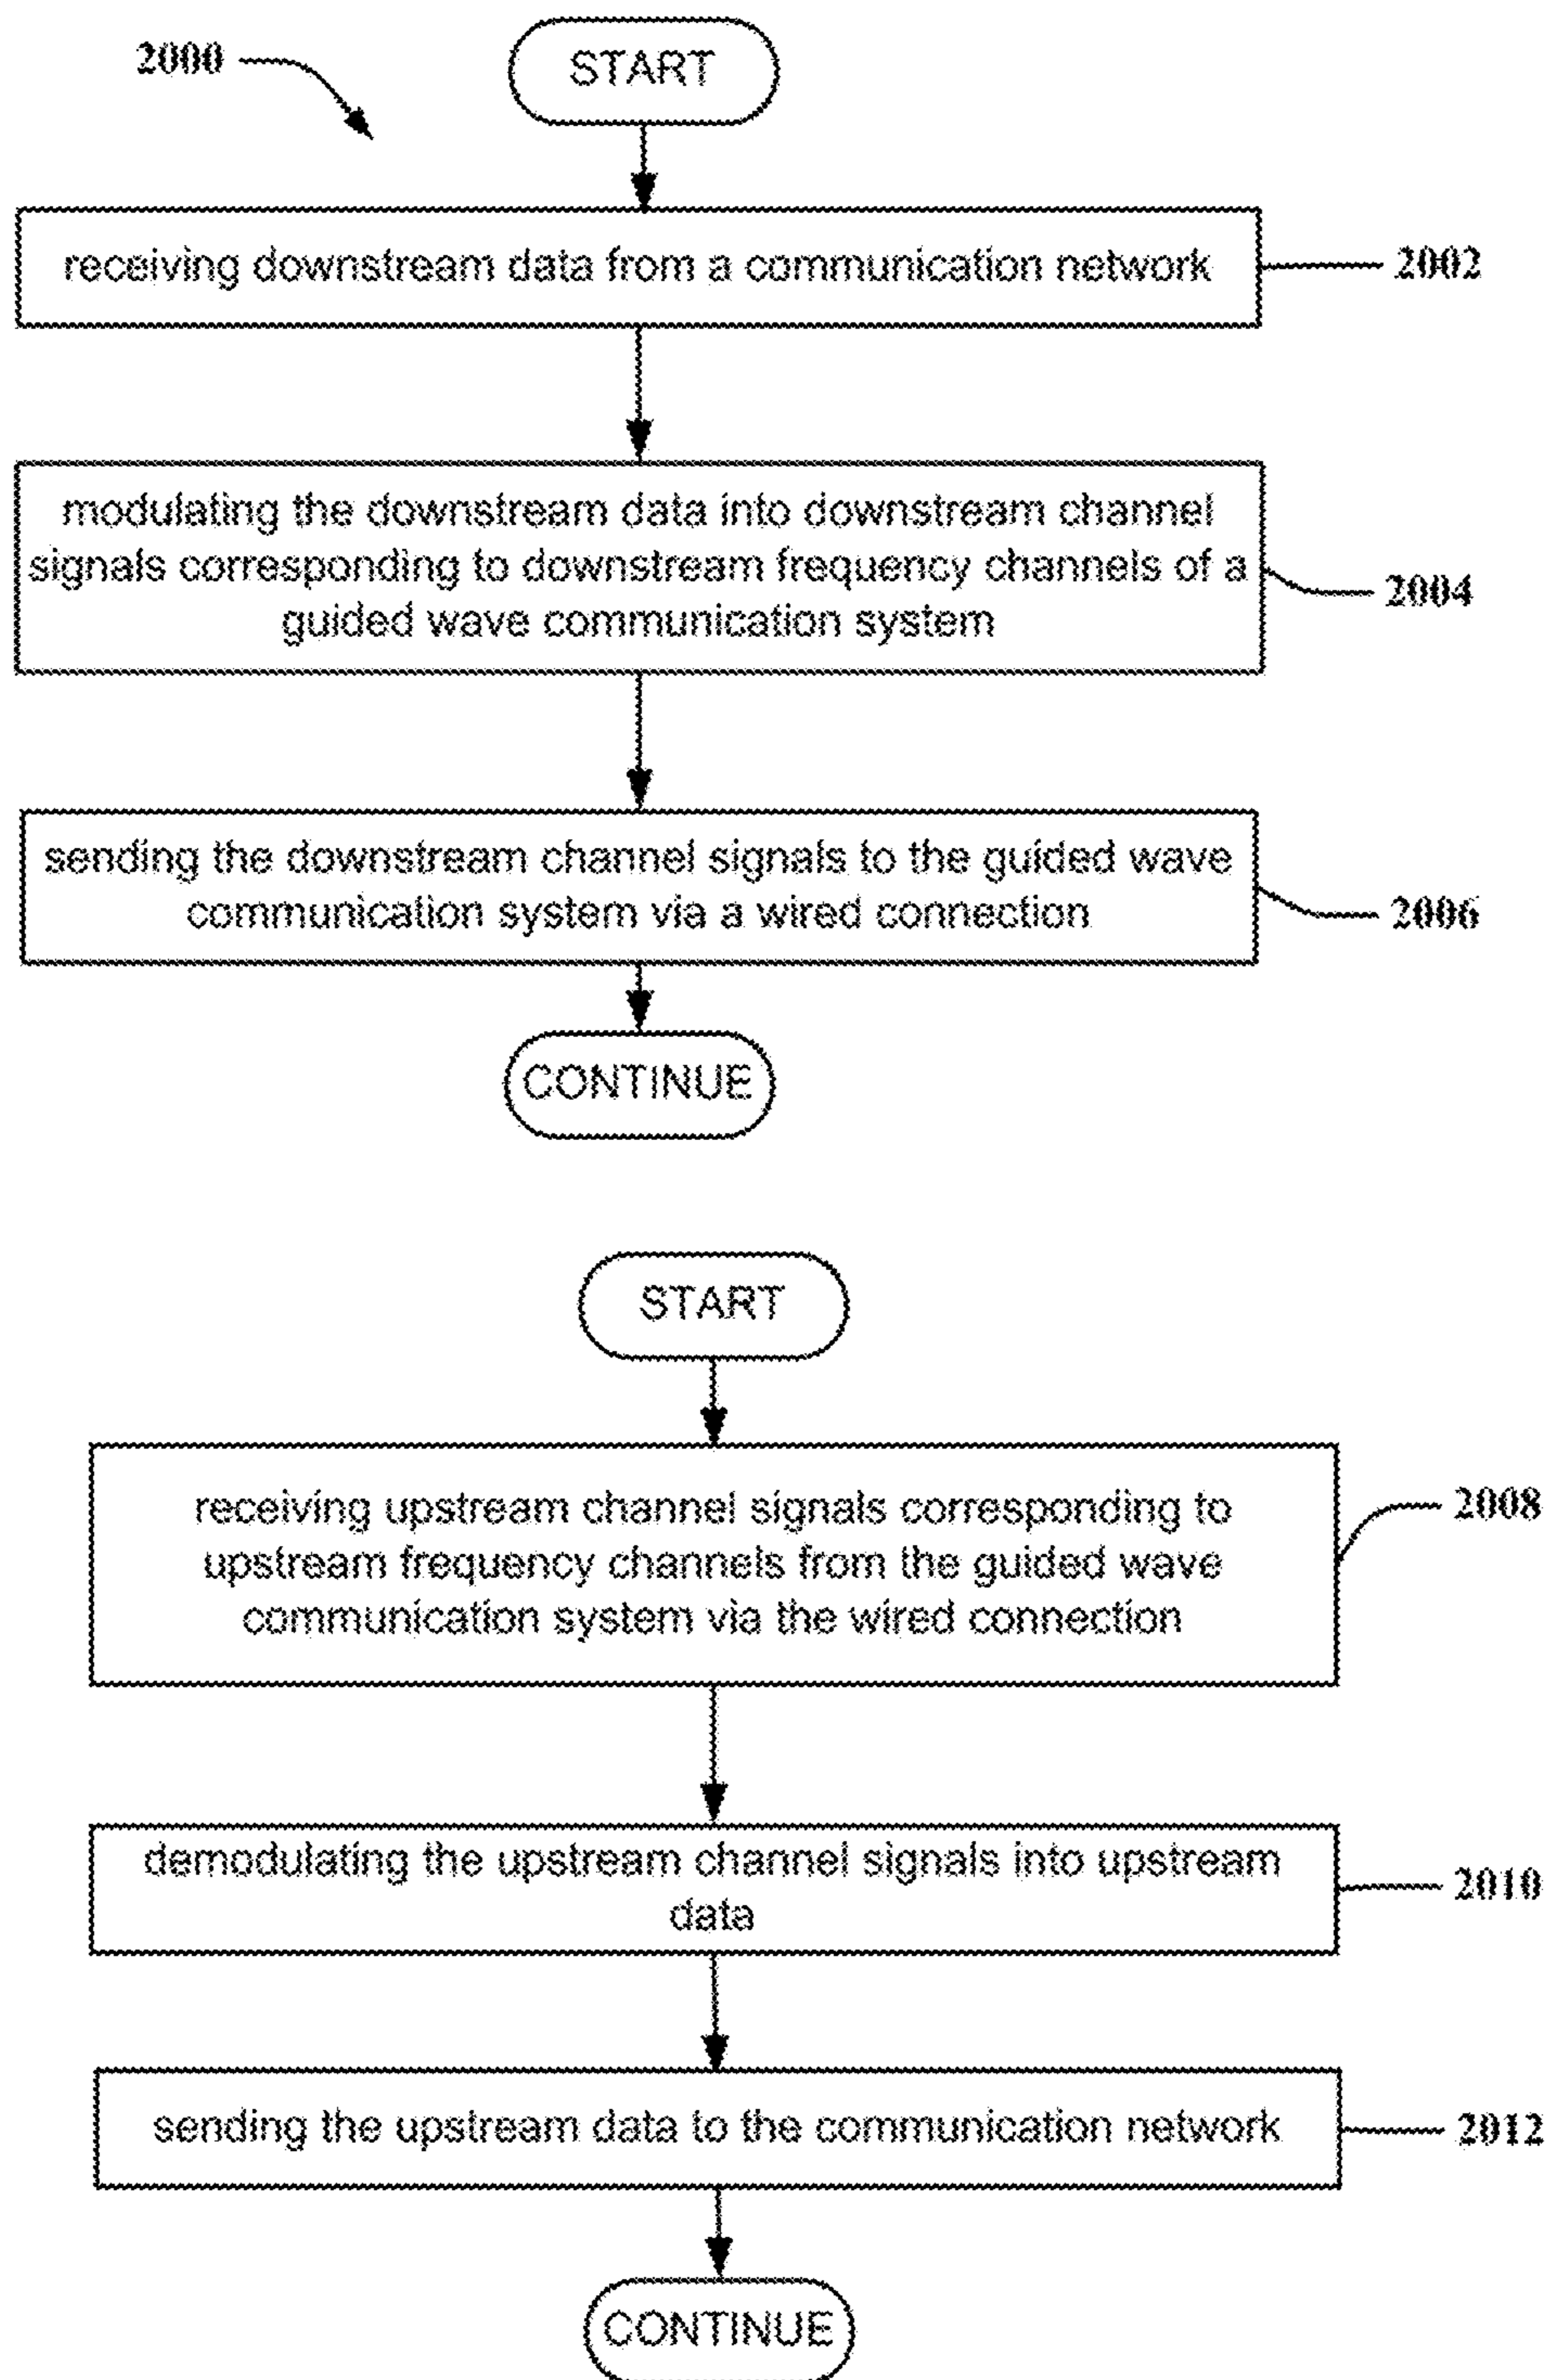 2000
START
receiving downstream data from a communication network
2002
modulating the downstream data into downstream channel
signals corresponding to downstream frequency channels of a
guided wave communication system
2004
sending the downstream channel signals to the guided wave
communication system via a wired connection
2006
CONTINUE
START
receiving upstream channel signals corresponding to
upstream frequency channels from the guided wave
communication system via the wired connection
2008
demodulating the upstream channel signals into upstream
data
2010
sending the upstream data to the communication network
2012
CONTINUE